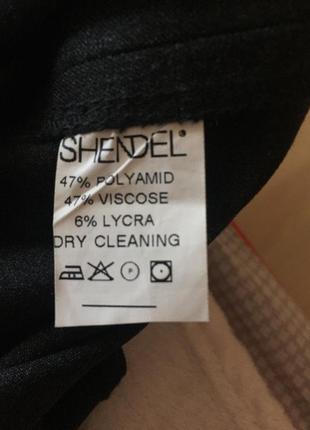 SHENDEL®
47% POLYAMID
47% VISCOSE
6% LYCRA
DRY CLEANING
P